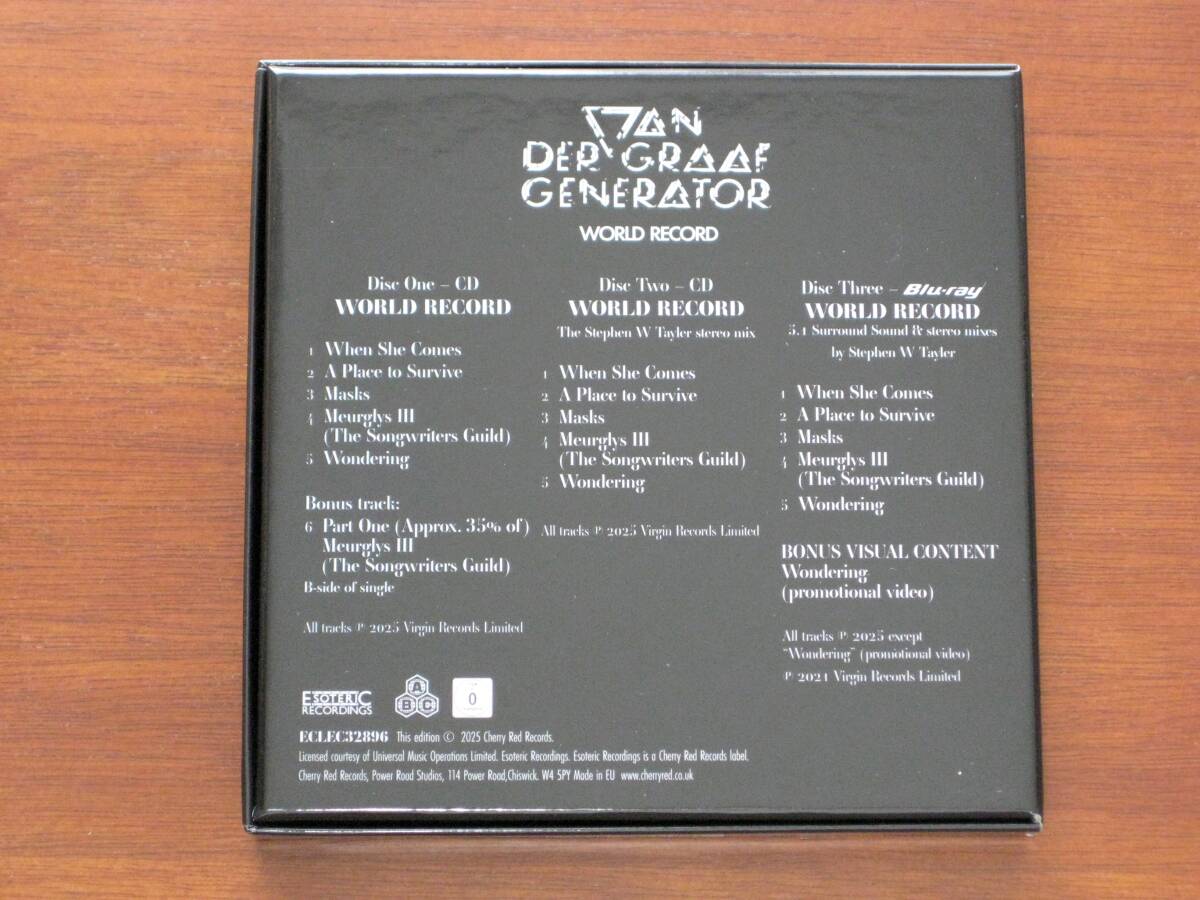 VAN
DER GRAAF
GENERATOR
WORLD RECORD
Disc One – CD
WORLD RECORD
1 When She Comes
2 A Place to Survive
3 Masks
4 Meurglys III
(The Songwriters Guild)
5 Wondering
Bonus track:
6 Part One (Approx. 35% of)
Meurglys III
(The Songwriters Guild)
B-side of single
All tracks ℗ 2025 Virgin Records Limited
Disc Two – CD
WORLD RECORD
The Stephen W Tayler stereo mix
1 When She Comes
2 A Place to Survive
3 Masks
4 Meurglys III
(The Songwriters Guild)
5 Wondering
All tracks ℗ 2025 Virgin Records Limited
Disc Three – Blu-ray
WORLD RECORD
5.1 Surround Sound & stereo mixes
by Stephen W Tayler
1 When She Comes
2 A Place to Survive
3 Masks
4 Meurglys III
(The Songwriters Guild)
5 Wondering
BONUS VISUAL CONTENT
Wondering
(promotional video)
All tracks ℗ 2025 except
“Wondering” (promotional video)
℗ 2021 Virgin Records Limited
ESOTERIC
RECORDINGS
A
B C
0
ECLEC32896 This edition © 2025 Cherry Red Records.
Licensed courtesy of Universal Music Operations Limited. Esoteric Recordings. Esoteric Recordings is a Cherry Red Records label.
Cherry Red Records, Power Road Studios, 114 Power Road,Chiswick. W4 5PY Made in EU www.cherryred.co.uk